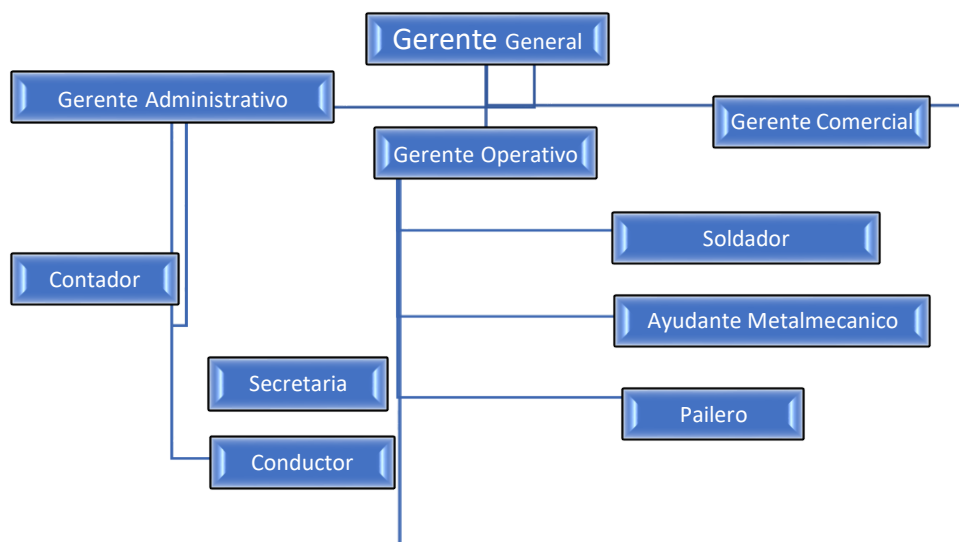 Gerente General
Gerente Administrativo
Gerente Comercial
Gerente Operativo
Soldador
Contador
Ayudante Metalmecanico
Secretaria
Pailero
Conductor